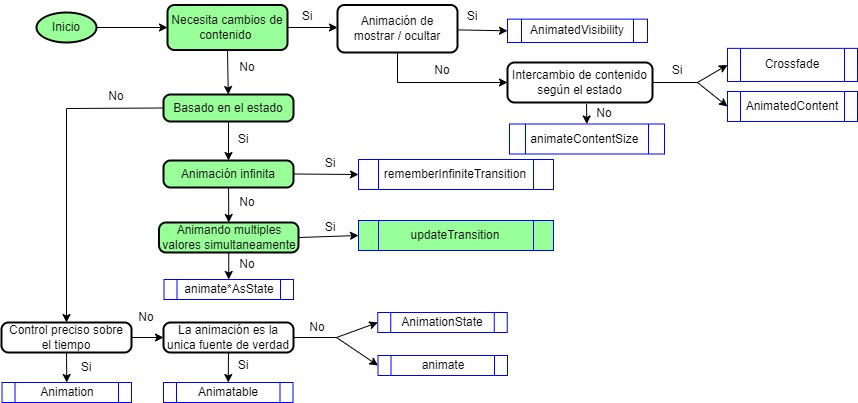 Inicio
Necesita cambios de
contenido
Si
Animación de
mostrar / ocultar
Si
AnimatedVisibility
No
No
Intercambio de contenido
según el estado
Si
Crossfade
AnimatedContent
No
animateContentSize
No
Basado en el estado
Si
Animación infinita
Si
rememberInfiniteTransition
No
Animando multiples
valores simultaneamente
Si
updateTransition
No
animate*AsState
Control preciso sobre
el tiempo
No
La animación es la
unica fuente de verdad
No
AnimationState
animate
Si
Animation
Si
Animatable